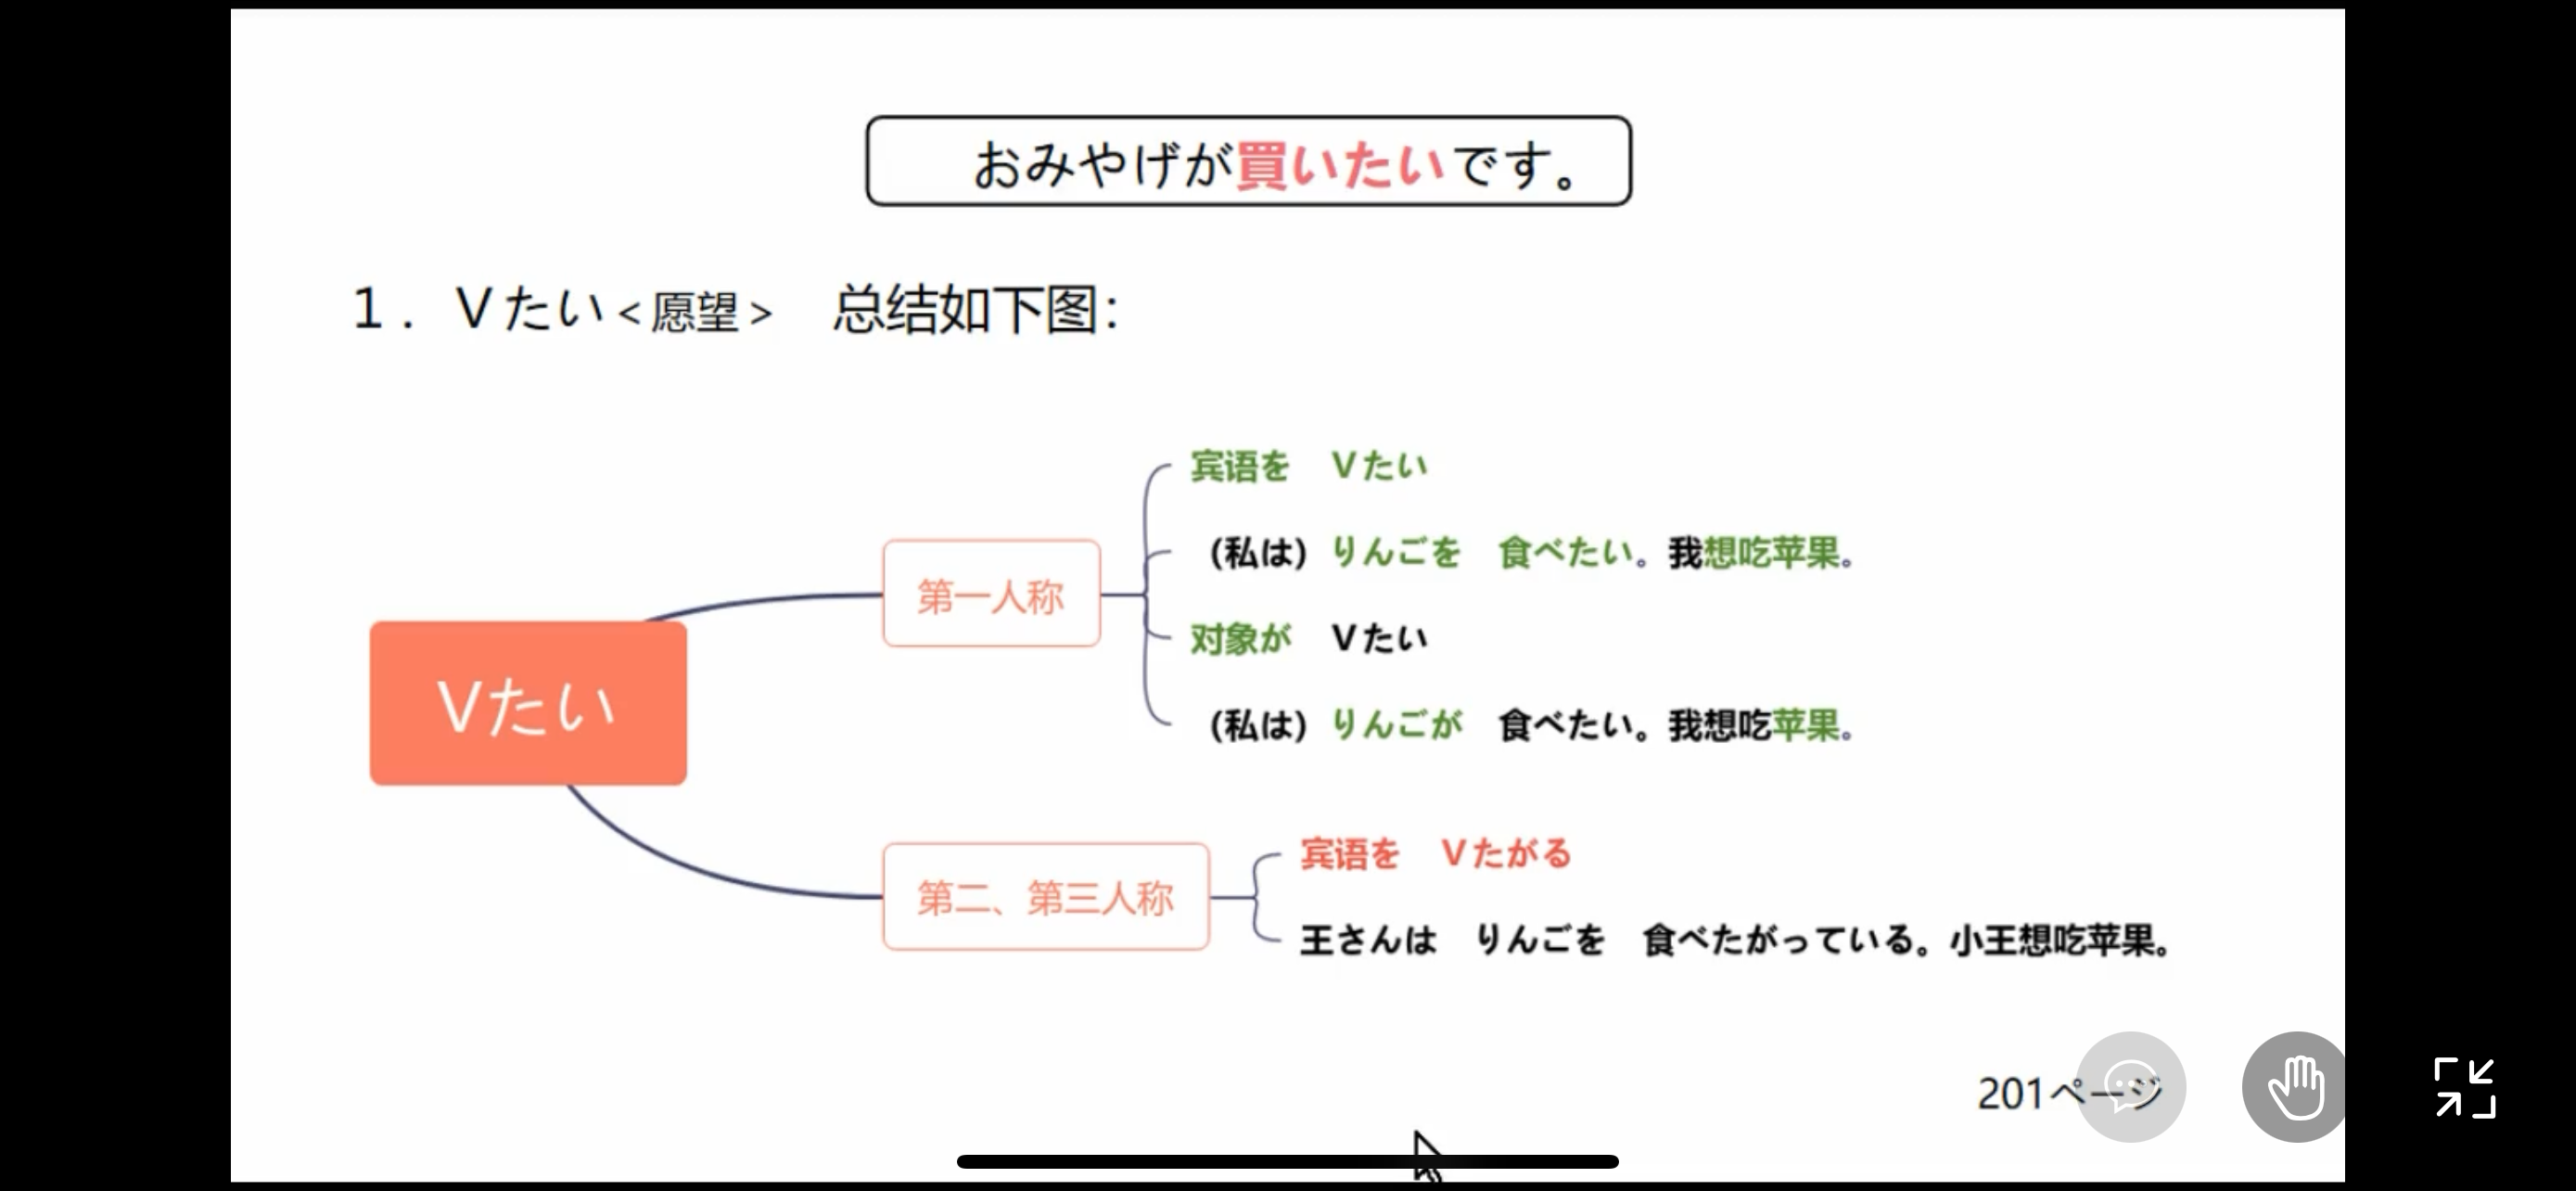 おみやげが買いたいです。
1． Ｖたい＜愿望＞ 总结如下图：
Vたい
第一人称
宾语を Ｖたい
（私は）りんごを 食べたい。我想吃苹果。
对象が Ｖたい
（私は）りんごが 食べたい。我想吃苹果。
第二、第三人称
宾语を Ｖたがる
王さんは りんごを 食べたがっている。小王想吃苹果。
201ページ